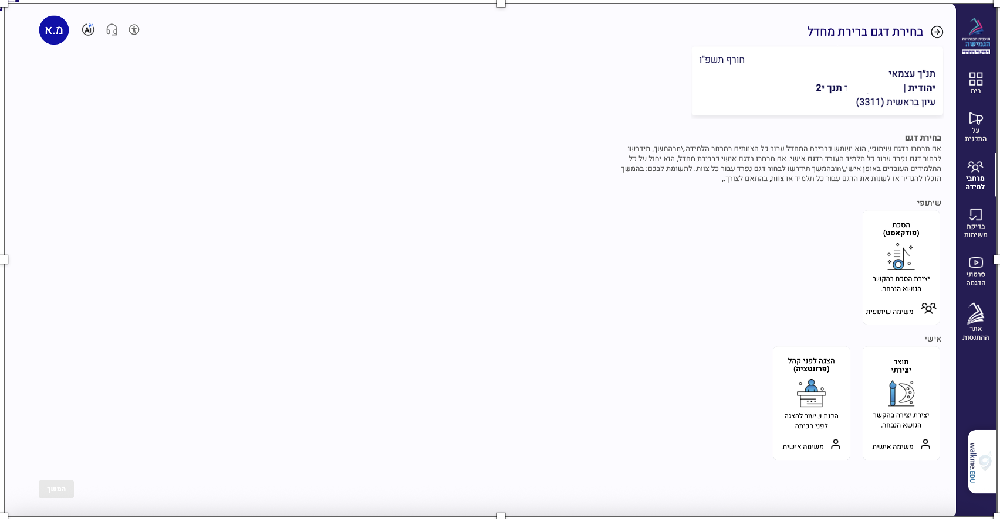 בחירת דגם ברירת מחדל
מ.א
Ai
חורף תשפ"ו
תנ״ך עצמאי
יהודית | תנך י2
עיון בראשית (3311)
בחירת דגם
אם תבחרו בדגם שיתופי, הוא ישמש כברירת המחדל עבור כל הצוותים במרחב הלמידה.\nבהמשך, תידרשו
לבחור דגם נפרד עבור כל תלמיד העובד בדגם אישי. אם תבחרו בדגם אישי כברירת מחדל, הוא יחול על כל
התלמידים העובדים באופן אישי,\nובהמשך תידרשו לבחור דגם נפרד עבור כל צוות. לתשומת לבכם: בהמשך
תוכלו להגדיר או לשנות את הדגם עבור כל תלמיד או צוות, בהתאם לצורך.,
שיתופי
הסכת
(פודקאסט)
יצירת הסכת בהקשר
הנושא הנבחר.
משימה שיתופית
אישי
תוצר
יצירתי
יצירת יצירה בהקשר
הנושא הנבחר.
משימה אישית
הצגה לפני קהל
(פרזנטציה)
הכנת שיעור להצגה
לפני הכיתה
משימה אישית
המשך
תוכנית הבגרויות
הגמישה
החינוך החרדי
בית
על
התכנית
מרחבי
למידה
בדיקת
משימות
סרטוני
הדגמה
אתר
ההתנסות
walkme.EDU